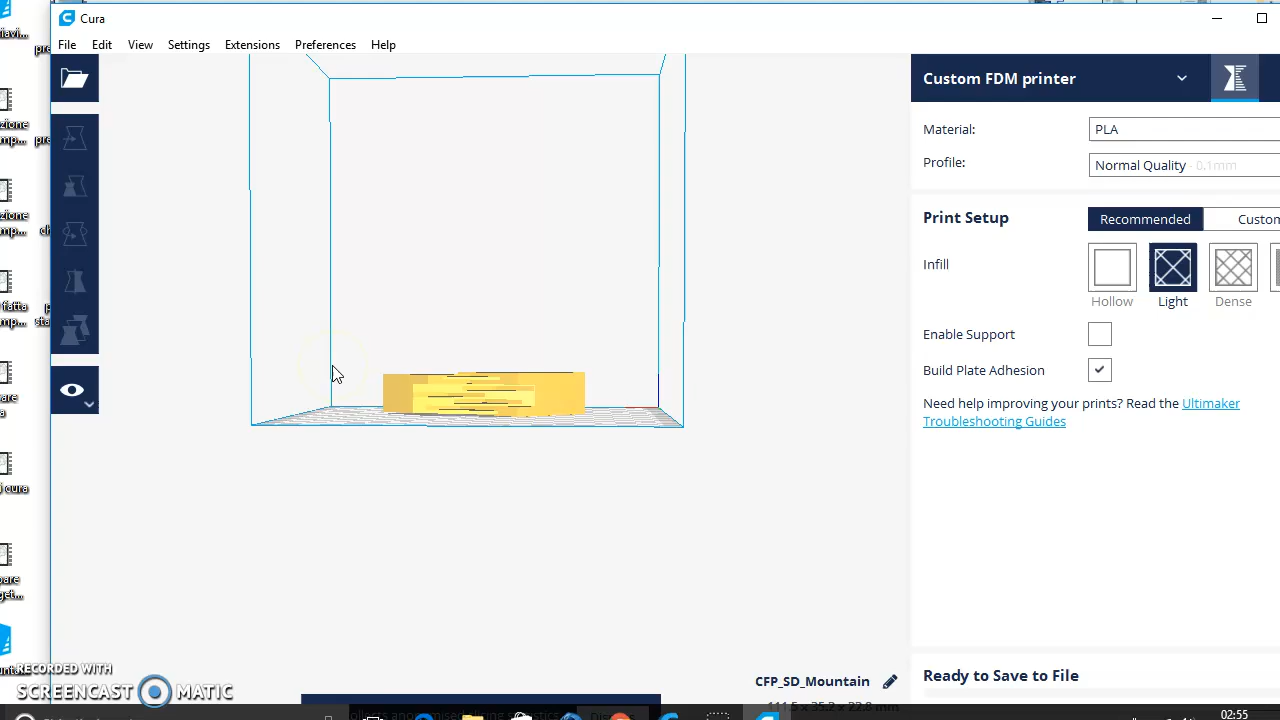 Cura
File Edit View Settings Extensions Preferences Help
Custom FDM printer
Material: PLA
Profile: Normal Quality - 0.1mm
Print Setup Recommended
Infill
Hollow Light Dense
Enable Support
Build Plate Adhesion
Need help improving your prints? Read the Ultimaker
Troubleshooting Guides
Ready to Save to File
CFP_SD_Mountain
RECORDED WITH
SCREENCAST MATIC
02:55